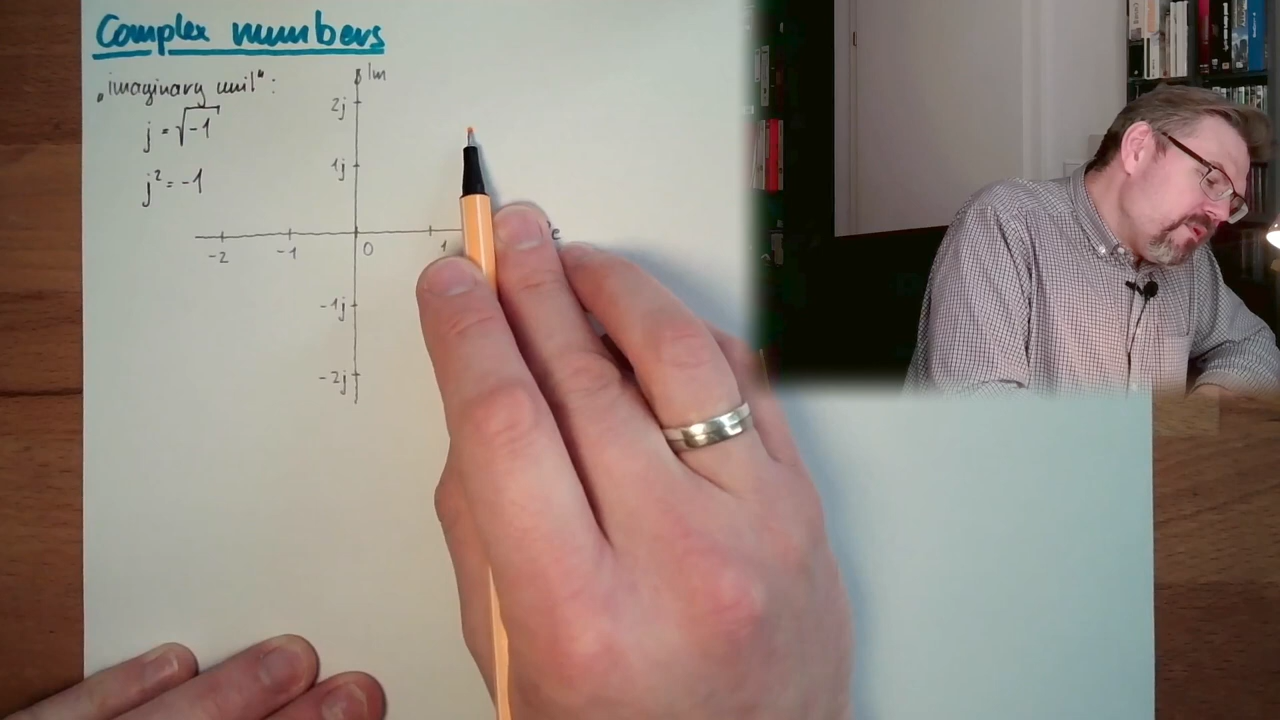 Complex numbers
„imaginary unit":
j = √-1
j² = -1
Im
2j
1j
-2 -1 0 1
-1j
-2j